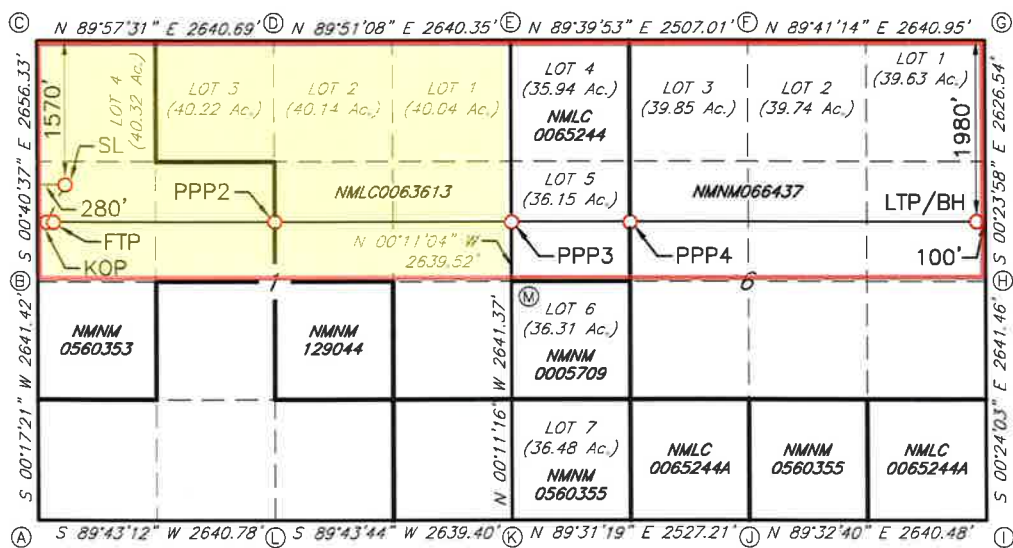 C N 89°57'31" E 2640.69' D N 89°51'08" E 2640.35' E N 89°39'53" E 2507.01' F N 89°41'14" E 2640.95' G
S 00°40'37" E 2656.33'
1570'
LOT 4
(40.32 Ac.)
LOT 3
(40.22 Ac.)
LOT 2
(40.14 Ac.)
LOT 1
(40.04 Ac.)
LOT 4
(35.94 Ac.)
NMLC
0065244
LOT 3
(39.85 Ac.)
LOT 2
(39.74 Ac.)
LOT 1
(39.63 Ac.)
1980'
S 00°23'58" E 2626.54'
SL
280'
PPP2
NMLC0063613
LOT 5
(36.15 Ac.)
NMNM066437
LTP/BH
FTP
KOP
N 00°11'04" W
2639.52'
PPP3
PPP4
100'
B
1
M
6
H
S 00°17'21" W 2641.42'
NMNM
0560353
NMNM
129044
N 00°11'16" W 2641.37'
LOT 6
(36.31 Ac.)
NMNM
0005709
S 00°24'03" E 2641.46'
LOT 7
(36.48 Ac.)
NMNM
0560355
NMLC
0065244A
NMNM
0560355
NMLC
0065244A
A S 89°43'12" W 2640.78' L S 89°43'44" W 2639.40' K N 89°31'19" E 2527.21' J N 89°32'40" E 2640.48' I